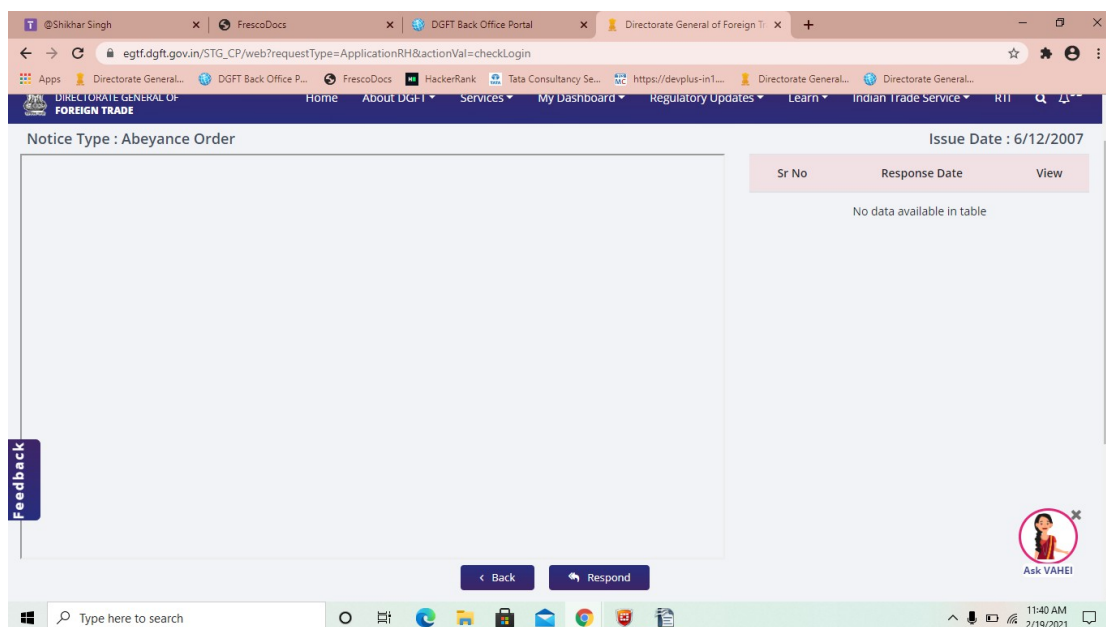 @Shikhar Singh
FrescoDocs
DGFT Back Office Portal
Directorate General of Foreign Tr
egtf.dgft.gov.in/STG_CP/web?requestType=ApplicationRH&actionVal=checkLogin
Apps Directorate General... DGFT Back Office P... FrescoDocs HackerRank Tata Consultancy Se... https://devplus-in1.... Directorate General... Directorate General...
DIRECTORATE GENERAL OF
FOREIGN TRADE
Home About DGFT Services My Dashboard Regulatory Updates Learn Indian Trade Service RTI
Notice Type : Abeyance Order
Issue Date : 6/12/2007
Sr No Response Date View
No data available in table
Feedback
Ask VAHEI
Back Respond
Type here to search
11:40 AM
2/19/2021